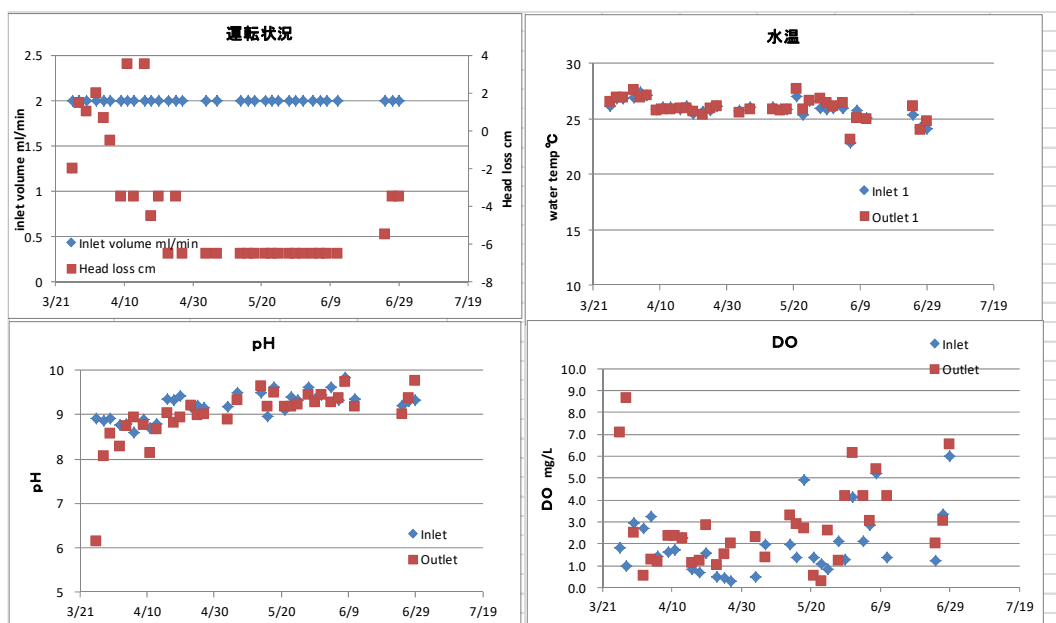 運転状況
2.5
2
1.5
1
0.5
0
inlet volume ml/min
4
2
0
-2
-4
-6
-8
Head loss cm
Inlet volume ml/min
Head loss cm
3/21 4/10 4/30 5/20 6/9 6/29 7/19
水温
30
25
20
15
10
water temp℃
Inlet 1
Outlet 1
3/21 4/10 4/30 5/20 6/9 6/29 7/19
pH
10
9
8
7
6
5
pH
Inlet
Outlet
3/21 4/10 4/30 5/20 6/9 6/29 7/19
DO
10.0
9.0
8.0
7.0
6.0
5.0
4.0
3.0
2.0
1.0
0.0
DO mg/L
Inlet
Outlet
3/21 4/10 4/30 5/20 6/9 6/29 7/19